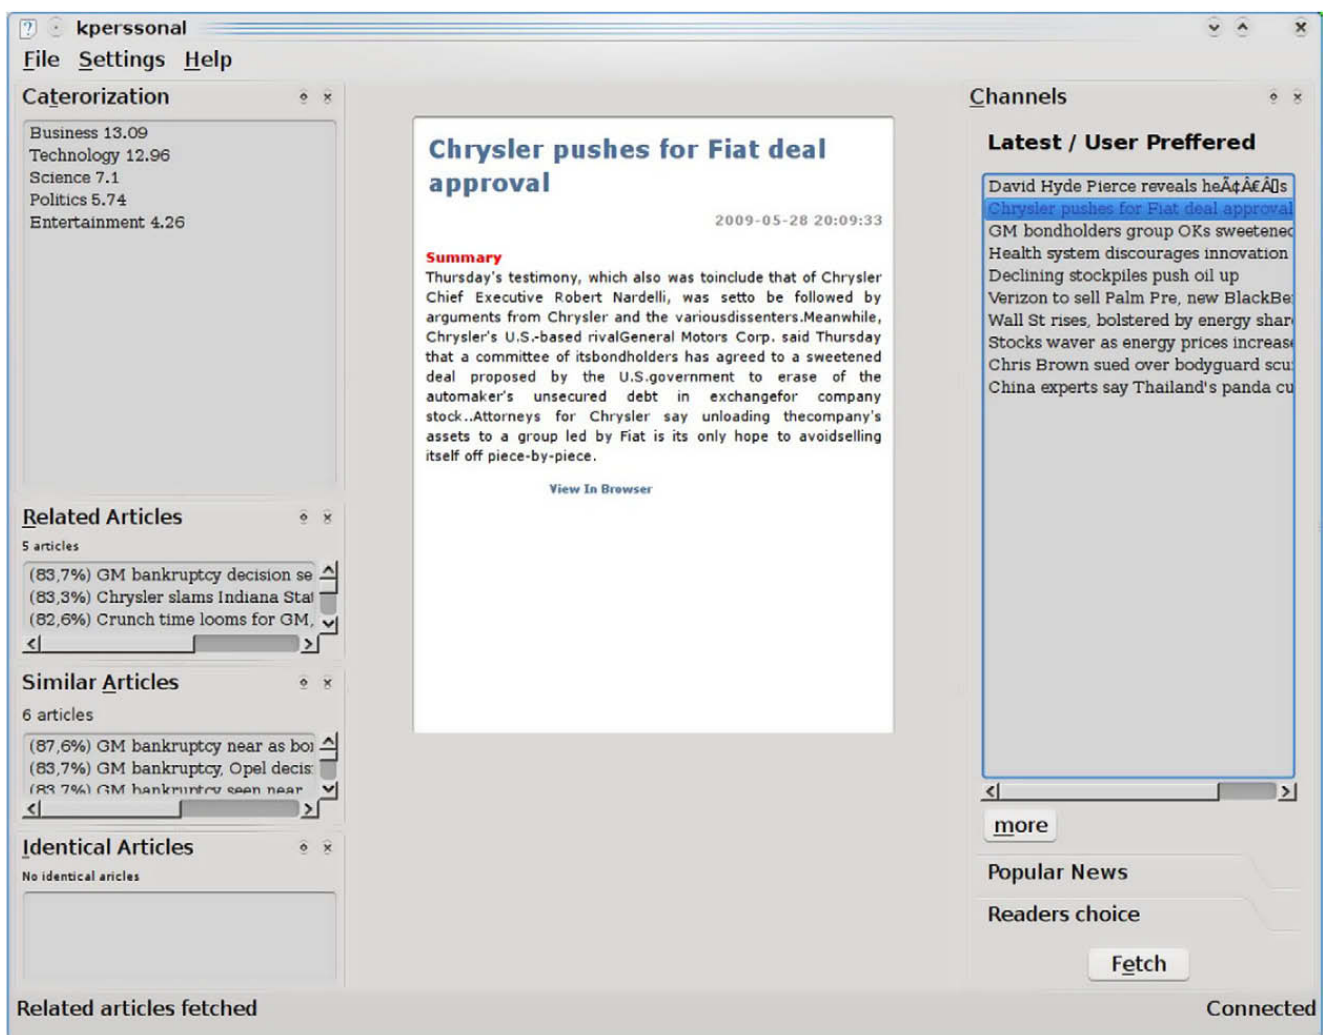 kperssonal
File Settings Help
Caterorization
Business 13.09
Technology 12.96
Science 7.1
Politics 5.74
Entertainment 4.26
Related Articles
5 articles
(83,7%) GM bankruptcy decision se
(83,3%) Chrysler slams Indiana Stat
(82,6%) Crunch time looms for GM,
Similar Articles
6 articles
(87,6%) GM bankruptcy near as bo
(83,7%) GM bankruptcy, Opel decis
(83,7%) GM bankruptcy seen near
Identical Articles
No identical aricles
Chrysler pushes for Fiat deal
approval
2009-05-28 20:09:33
Summary
Thursday's testimony, which also was toinclude that of Chrysler
Chief Executive Robert Nardelli, was setto be followed by
arguments from Chrysler and the variousdissenters.Meanwhile,
Chrysler's U.S.-based rivalGeneral Motors Corp. said Thursday
that a committee of itsbondholders has agreed to a sweetened
deal proposed by the U.S.government to erase of the
automaker's unsecured debt in exchangefor company
stock..Attorneys for Chrysler say unloading thecompany's
assets to a group led by Fiat is its only hope to avoidselling
itself off piece-by-piece.
View In Browser
Channels
Latest / User Preffered
David Hyde Pierce reveals heÃ¢Â€Â▯s
Chrysler pushes for Fiat deal approval
GM bondholders group OKs sweetened
Health system discourages innovation
Declining stockpiles push oil up
Verizon to sell Palm Pre, new BlackBe
Wall St rises, bolstered by energy shar
Stocks waver as energy prices increase
Chris Brown sued over bodyguard scu
China experts say Thailand's panda cu
more
Popular News
Readers choice
Fetch
Related articles fetched
Connected